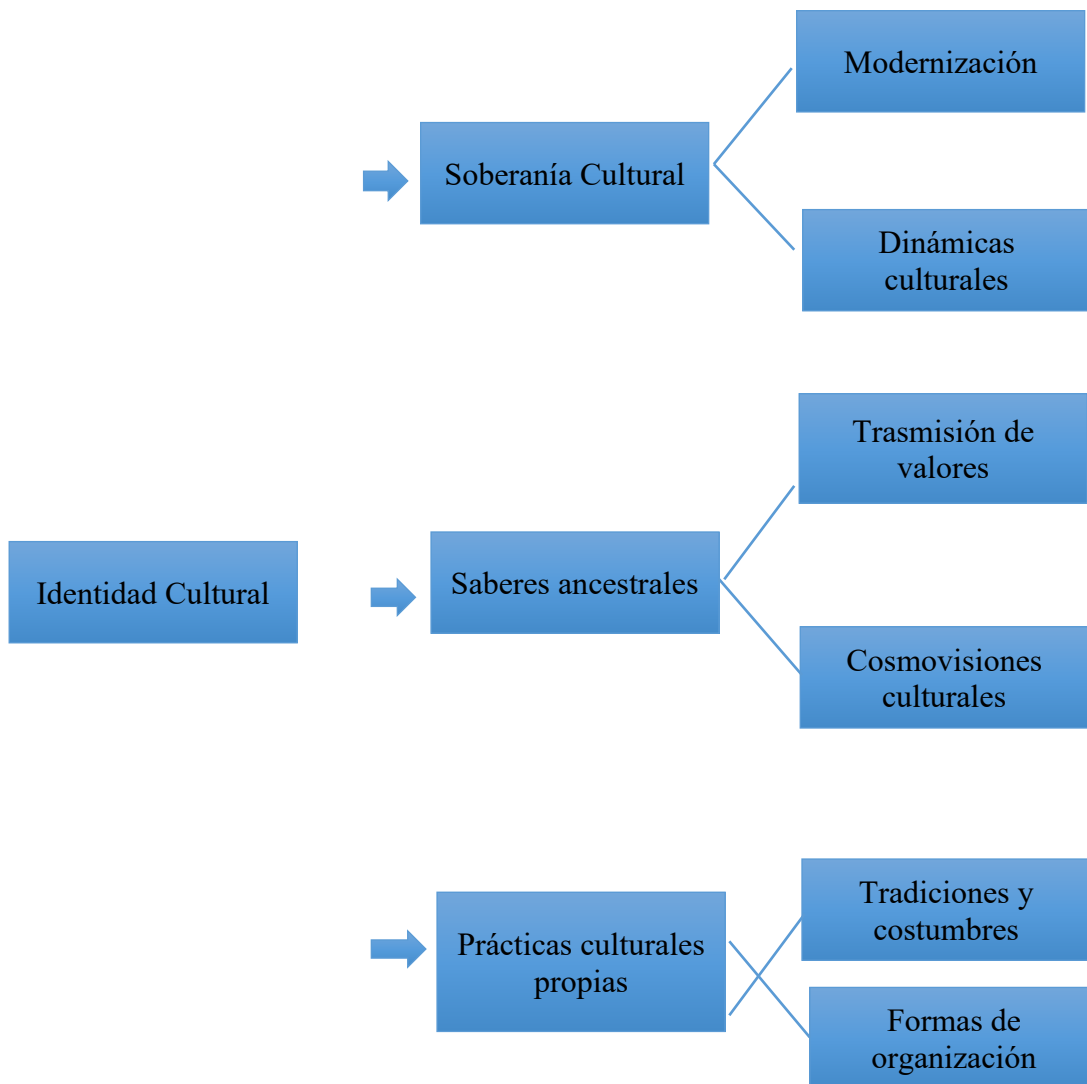 Modernización
Soberanía Cultural
Dinámicas
culturales
Trasmisión de
valores
Identidad Cultural
Saberes ancestrales
Cosmovisiones
culturales
Tradiciones y
costumbres
Prácticas culturales
propias
Formas de
organización